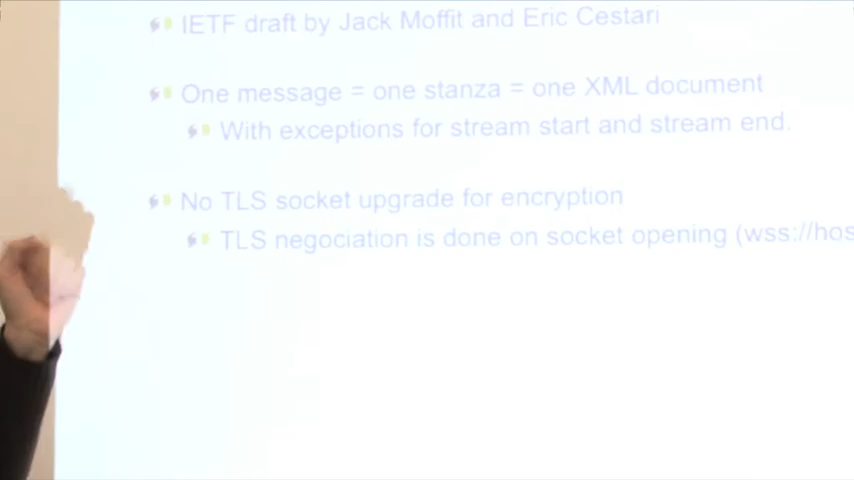 IETF draft by Jack Moffit and Eric Cestari
One message = one stanza = one XML document
With exceptions for stream start and stream end.
No TLS socket upgrade for encryption
TLS negociation is done on socket opening (wss://hos